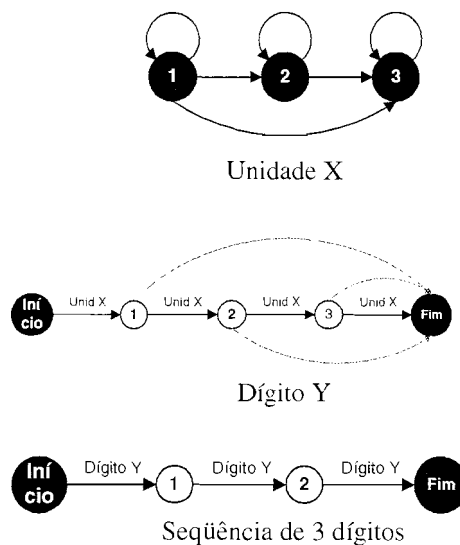 1 2 3
Unidade X
Iní
cio
Unid X 1 Unid X 2 Unid X 3 Unid X Fim
Dígito Y
Iní
cio
Dígito Y 1 Dígito Y 2 Dígito Y Fim
Seqüência de 3 dígitos